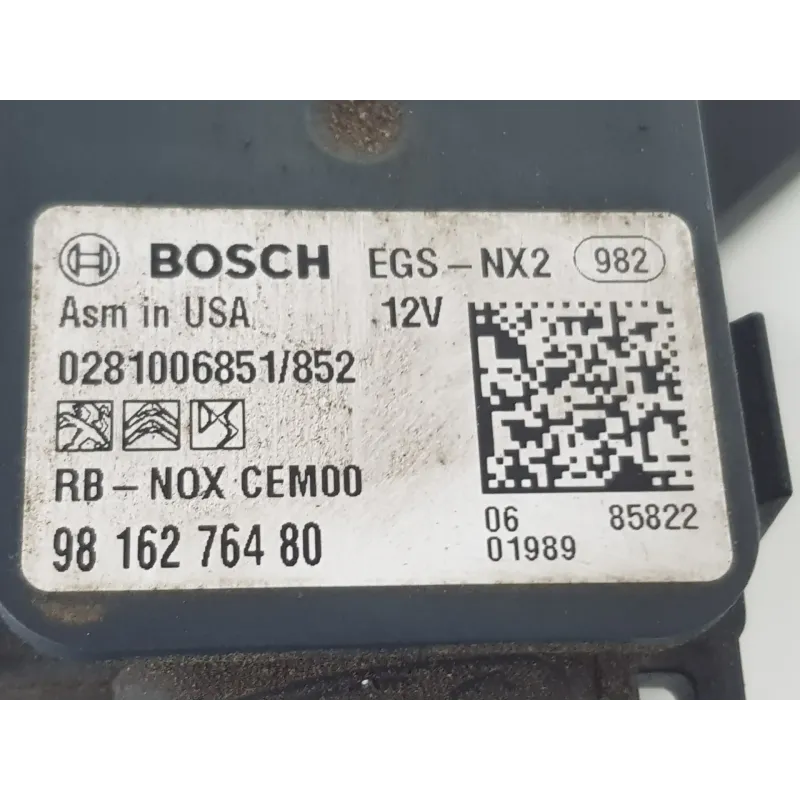 BOSCH EGS-NX2 982
Asm in USA 12V
0281006851/852
RB-NOX CEM00
98 162 764 80
06 85822
01989